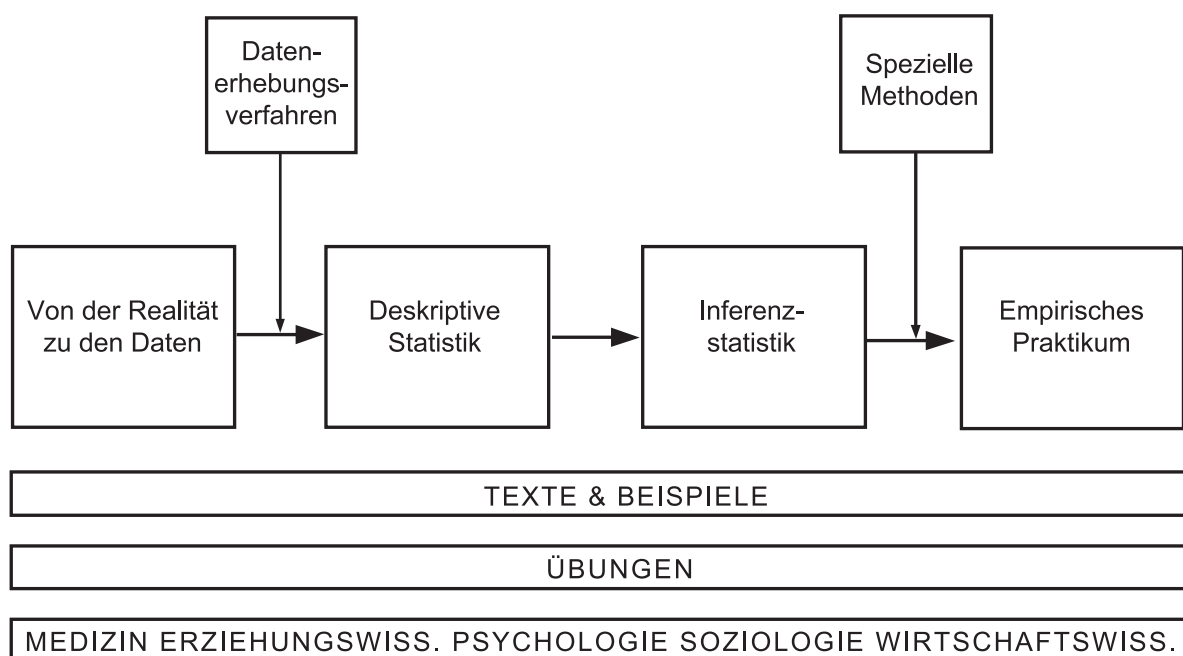 Daten-
erhebungs-
verfahren
Spezielle
Methoden
Von der Realität
zu den Daten
Deskriptive
Statistik
Inferenz-
statistik
Empirisches
Praktikum
TEXTE & BEISPIELE
ÜBUNGEN
MEDIZIN ERZIEHUNGSWISS. PSYCHOLOGIE SOZIOLOGIE WIRTSCHAFTSWISS.